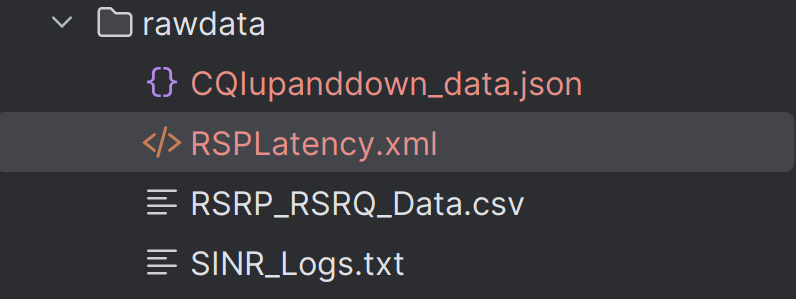 rawdata
CQIupanddown_data.json
RSPLatency.xml
RSRP_RSRQ_Data.csv
SINR_Logs.txt